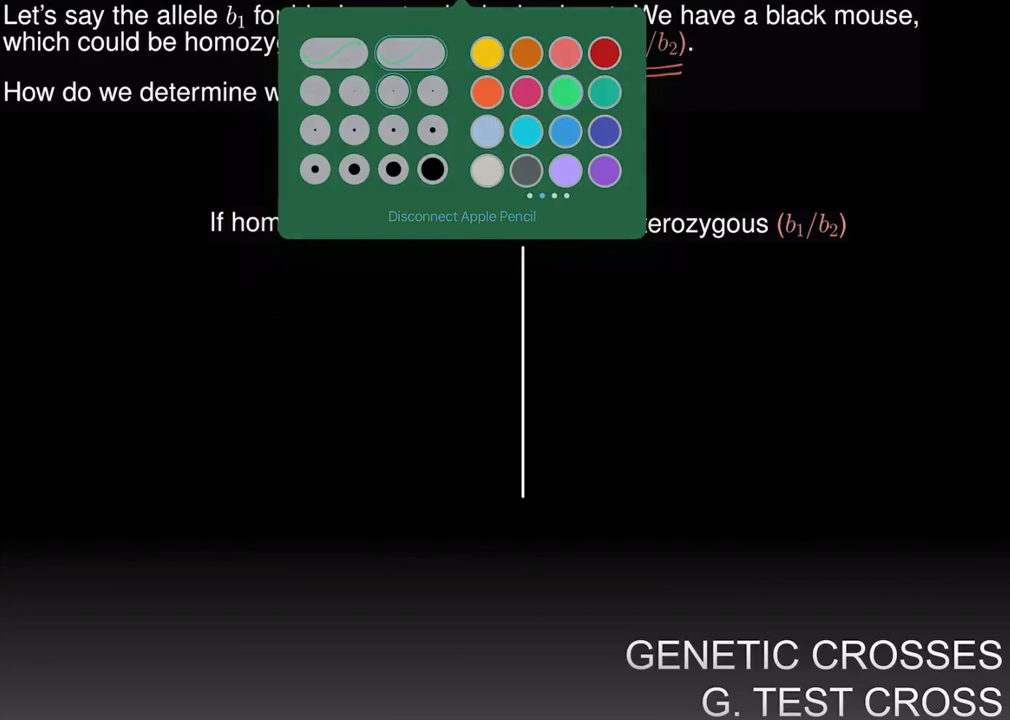 Let's say the allele b₁ for We have a black mouse,
which could be homozyg /b₂).
How do we determine w
Disconnect Apple Pencil
If hom terozygous (b₁/b₂)
GENETIC CROSSES
G. TEST CROSS